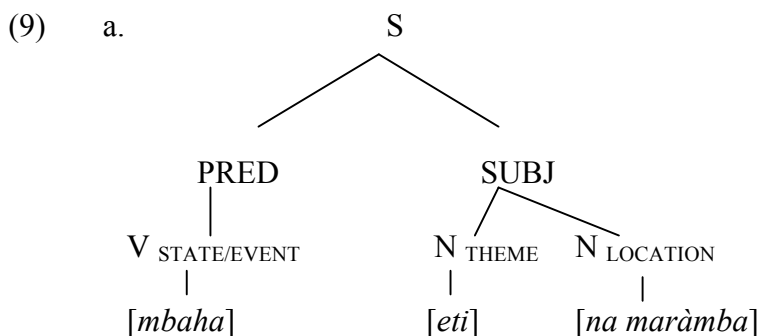 (9) a. S
PRED SUBJ
V STATE/EVENT N THEME N LOCATION
[mbaha] [eti] [na maràmba]